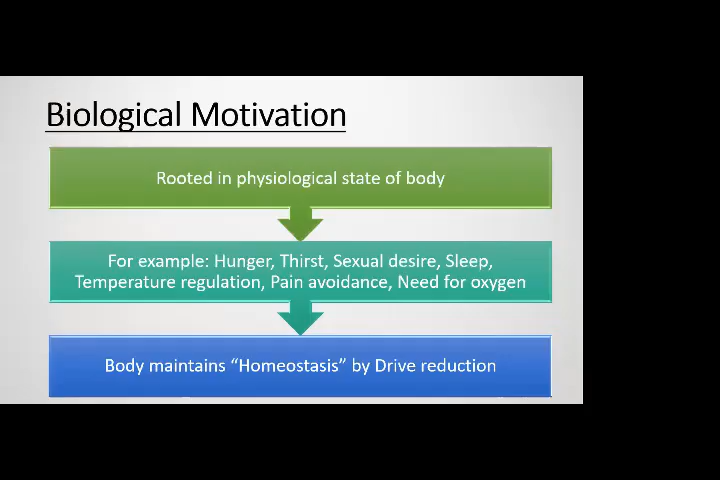 Biological Motivation
Rooted in physiological state of body
For example: Hunger, Thirst, Sexual desire, Sleep,
Temperature regulation, Pain avoidance, Need for oxygen
Body maintains “Homeostasis” by Drive reduction